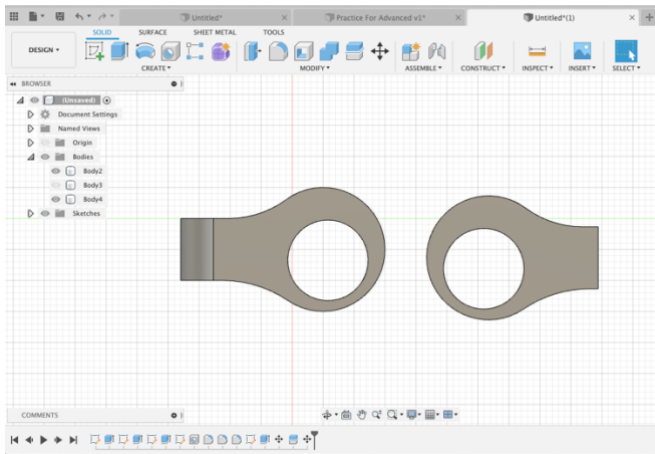 Untitled*
Practice For Advanced v1*
Untitled*(1)
SOLID SURFACE SHEET METAL TOOLS
DESIGN
CREATE MODIFY ASSEMBLE CONSTRUCT INSPECT INSERT SELECT
BROWSER
(Unsaved)
Document Settings
Named Views
Origin
Bodies
Body2
Body3
Body4
Sketches
COMMENTS